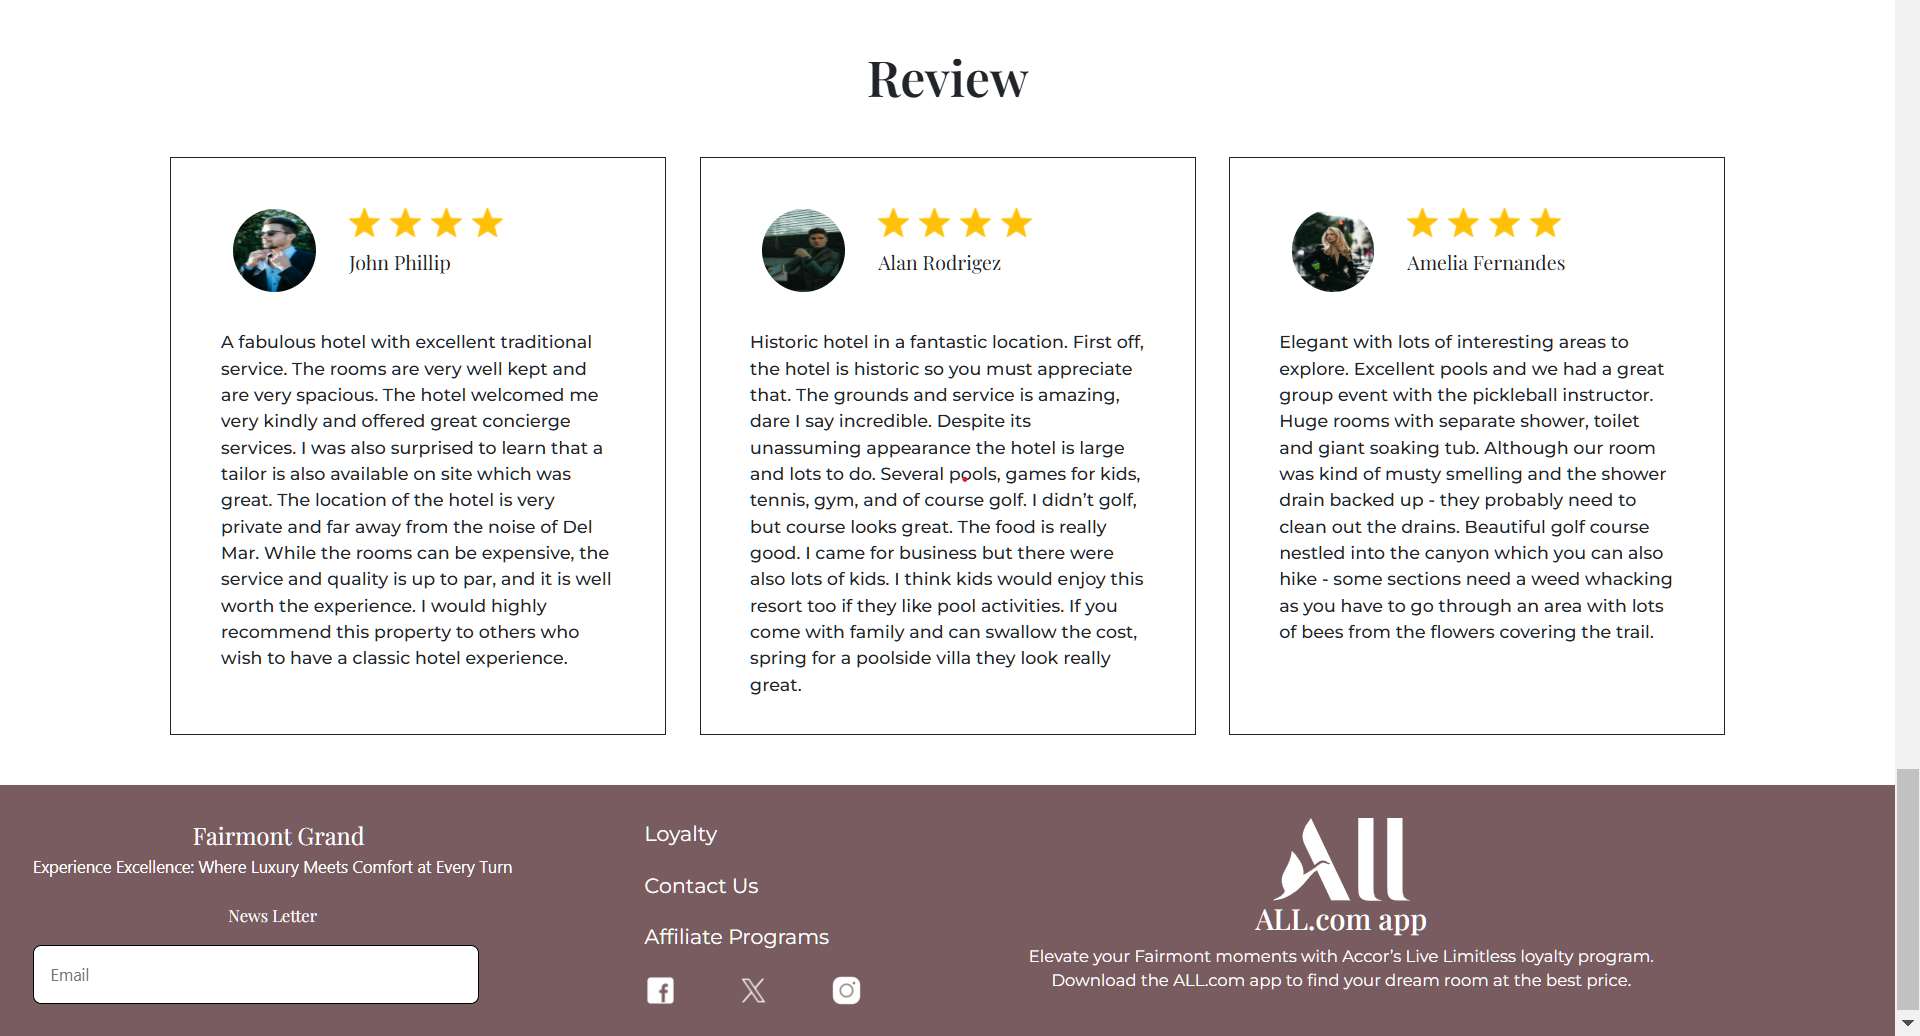 Review
John Phillip
A fabulous hotel with excellent traditional
service. The rooms are very well kept and
are very spacious. The hotel welcomed me
very kindly and offered great concierge
services. I was also surprised to learn that a
tailor is also available on site which was
great. The location of the hotel is very
private and far away from the noise of Del
Mar. While the rooms can be expensive, the
service and quality is up to par, and it is well
worth the experience. I would highly
recommend this property to others who
wish to have a classic hotel experience.
Alan Rodrigez
Historic hotel in a fantastic location. First off,
the hotel is historic so you must appreciate
that. The grounds and service is amazing,
dare I say incredible. Despite its
unassuming appearance the hotel is large
and lots to do. Several pools, games for kids,
tennis, gym, and of course golf. I didn’t golf,
but course looks great. The food is really
good. I came for business but there were
also lots of kids. I think kids would enjoy this
resort too if they like pool activities. If you
come with family and can swallow the cost,
spring for a poolside villa they look really
great.
Amelia Fernandes
Elegant with lots of interesting areas to
explore. Excellent pools and we had a great
group event with the pickleball instructor.
Huge rooms with separate shower, toilet
and giant soaking tub. Although our room
was kind of musty smelling and the shower
drain backed up - they probably need to
clean out the drains. Beautiful golf course
nestled into the canyon which you can also
hike - some sections need a weed whacking
as you have to go through an area with lots
of bees from the flowers covering the trail.
Fairmont Grand
Experience Excellence: Where Luxury Meets Comfort at Every Turn
News Letter
Email
Loyalty
Contact Us
Affiliate Programs
All
ALL.com app
Elevate your Fairmont moments with Accor’s Live Limitless loyalty program.
Download the ALL.com app to find your dream room at the best price.